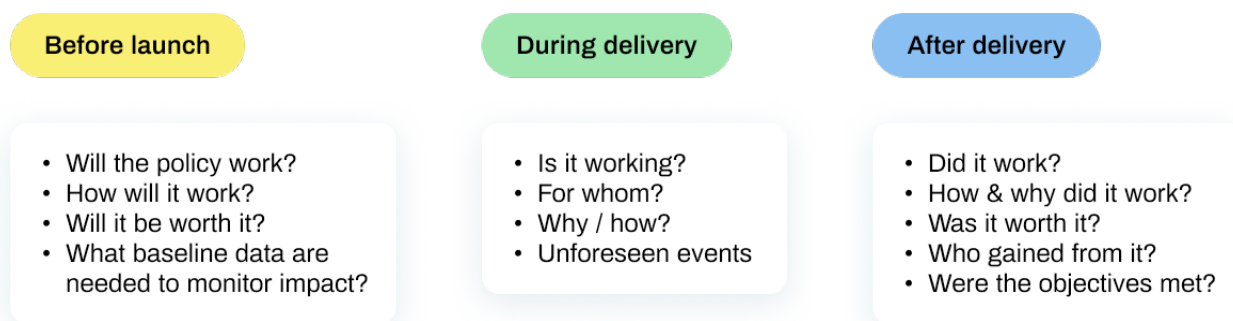 Before launch
• Will the policy work?
• How will it work?
• Will it be worth it?
• What baseline data are
needed to monitor impact?
During delivery
• Is it working?
• For whom?
• Why / how?
• Unforeseen events
After delivery
• Did it work?
• How & why did it work?
• Was it worth it?
• Who gained from it?
• Were the objectives met?